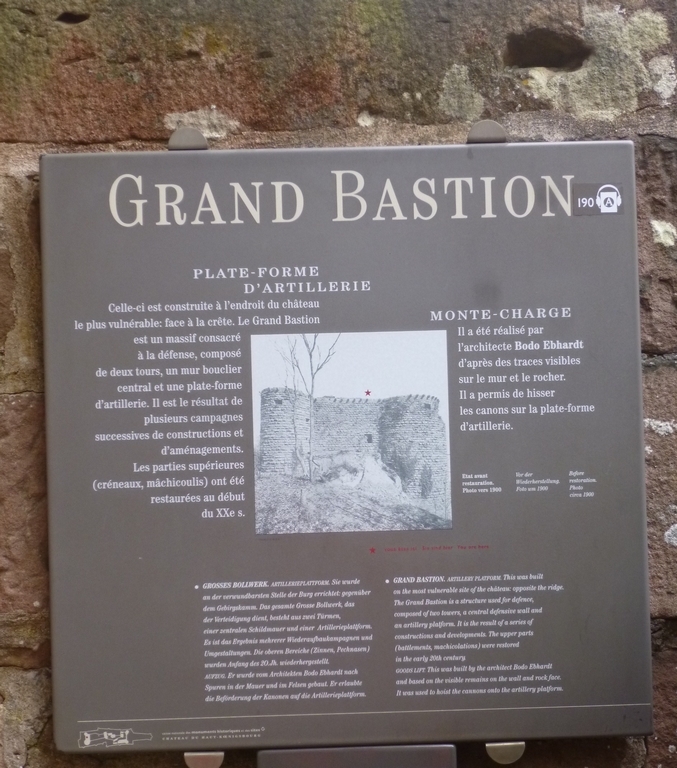 GRAND BASTION
190
A
PLATE-FORME
D'ARTILLERIE
Celle-ci est construite à l'endroit du château
le plus vulnérable: face à la crête. Le Grand Bastion
est un massif consacré
à la défense, composé
de deux tours, un mur bouclier
central et une plate-forme
d'artillerie. Il est le résultat de
plusieurs campagnes
successives de constructions et
d'aménagements.
Les parties supérieures
(créneaux, mâchicoulis) ont été
restaurées au début
du XXe s.
MONTE-CHARGE
Il a été réalisé par
l'architecte Bodo Ebhardt
d'après des traces visibles
sur le mur et le rocher.
Il a permis de hisser
les canons sur la plate-forme
d'artillerie.
Etat avant
restauration.
Photo vers 1900
Vor der
Wiederherstellung.
Foto um 1900
Before
restoration.
Photo
circa 1900
GROSSES BOLLWERK. ARTILLERIEPLATTFORM. Sie wurde
an der verwundbarsten Stelle der Burg errichtet: gegenüber
dem Gebirgskamm. Das gesamte Grosse Bollwerk, das
der Verteidigung dient, besteht aus zwei Türmen,
einer zentralen Schildmauer und einer Artillerieplattform.
Es ist das Ergebnis mehrerer Wiederaufbaukampagnen und
Umgestaltungen. Die oberen Bereiche (Zinnen, Pechnasen)
wurden Anfang des 20.Jh. wiederhergestellt.
AUFZUG. Er wurde vom Architekten Bodo Ebhardt nach
Spuren in der Mauer und im Felsen gebaut. Er erlaubte
die Beförderung der Kanonen auf die Artillerieplattform.
GRAND BASTION. ARTILLERY PLATFORM. This was built
on the most vulnerable site of the château: opposite the ridge.
The Grand Bastion is a structure used for defence,
composed of two towers, a central defensive wall and
an artillery platform. It is the result of a series of
constructions and developments. The upper parts
(battlements, machicolations) were restored
in the early 20th century.
GOODS LIFT. This was built by the architect Bodo Ebhardt
and based on the visible remains on the wall and rock face.
It was used to hoist the cannons onto the artillery platform.
CHÂTEAU DU HAUT-KŒNIGSBOURG